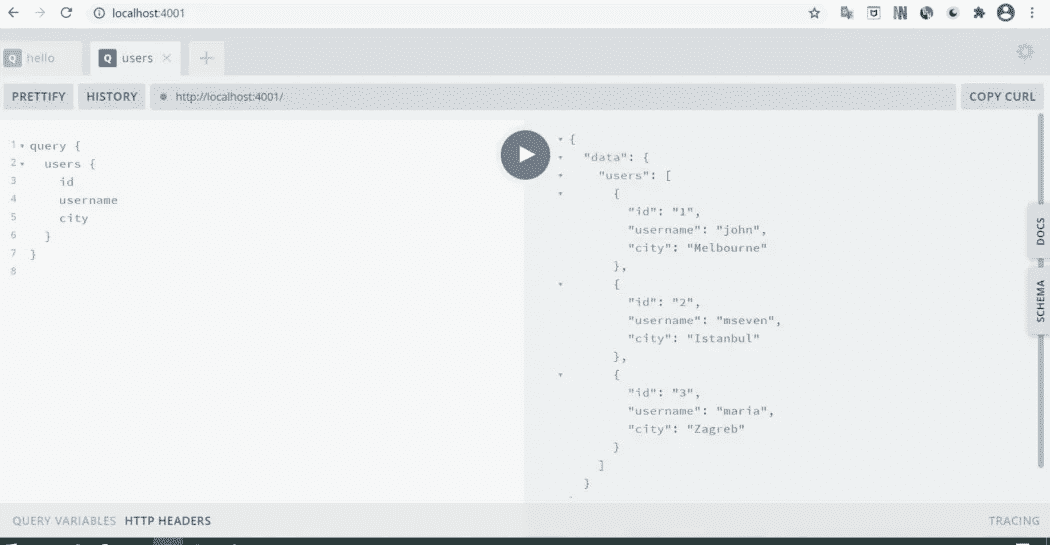 localhost:4001
Q hello
Q users
PRETTIFY HISTORY http://localhost:4001/ COPY CURL
1 query {
2 users {
3 id
4 username
5 city
6 }
7 }
8
{
"data": {
"users": [
{
"id": "1",
"username": "john",
"city": "Melbourne"
},
{
"id": "2",
"username": "mseven",
"city": "Istanbul"
},
{
"id": "3",
"username": "maria",
"city": "Zagreb"
}
]
}
DOCS
SCHEMA
QUERY VARIABLES HTTP HEADERS TRACING